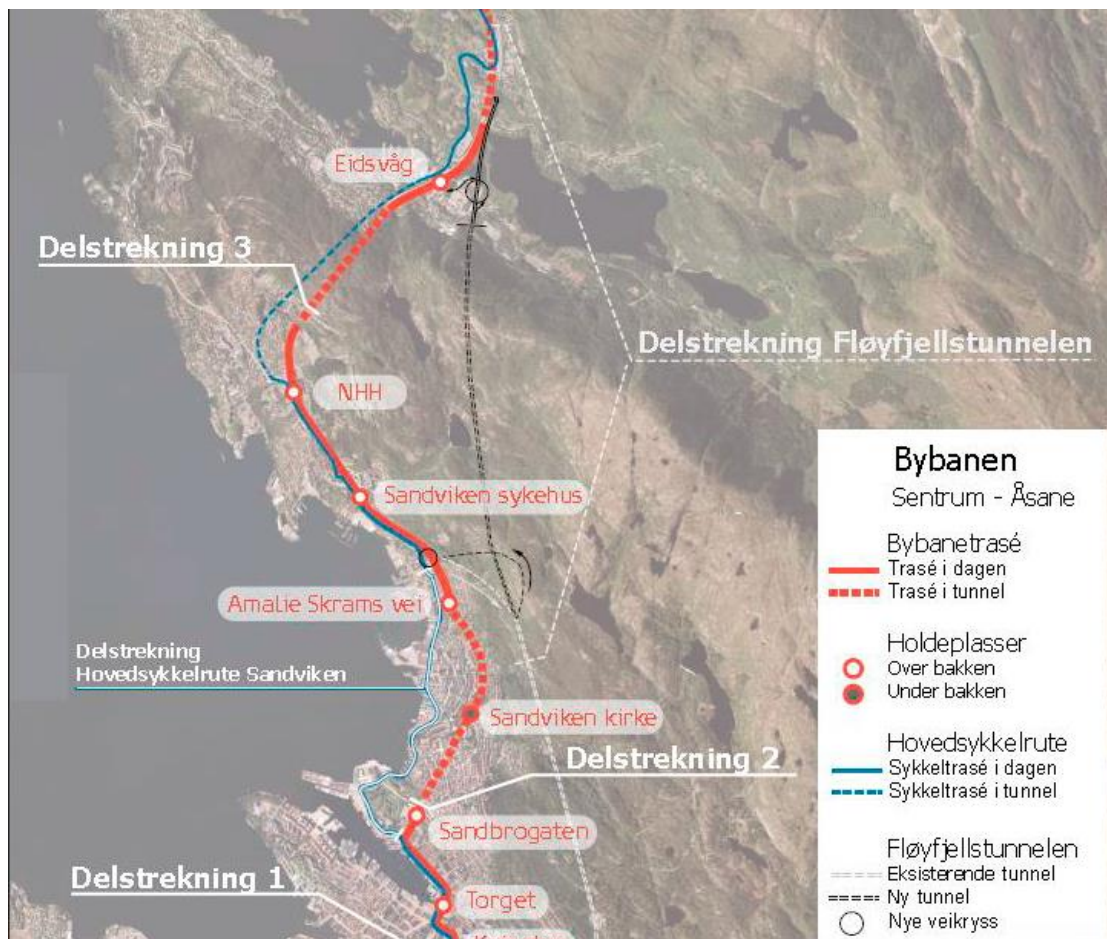 Eidsvåg
Delstrekning 3
Delstrekning Fløyfjellstunnelen
NHH
Sandviken sykehus
Amalie Skrams vei
Delstrekning
Hovedsykkelrute Sandviken
Sandviken kirke
Delstrekning 2
Sandbrogaten
Delstrekning 1
Torget
Bybanen
Sentrum - Åsane
Bybanetrasé
Trasé i dagen
Trasé i tunnel
Holdeplasser
Over bakken
Under bakken
Hovedsykkelrute
Sykkeltrasé i dagen
Sykkeltrasé i tunnel
Fløyfjellstunnelen
Eksisterende tunnel
Ny tunnel
Nye veikryss